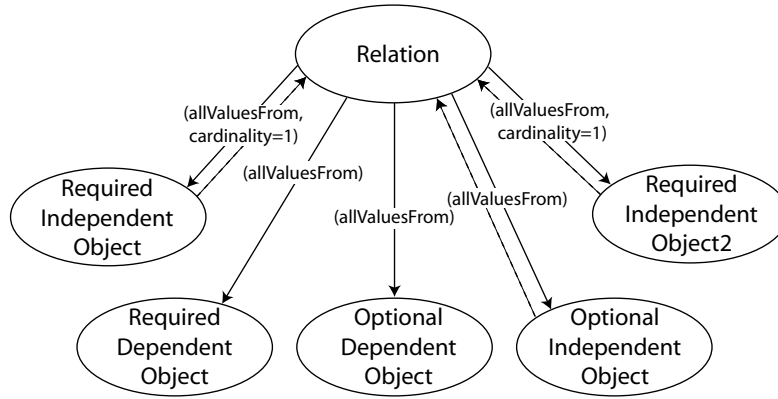 Relation
(allValuesFrom,
cardinality=1)
(allValuesFrom,
cardinality=1)
(allValuesFrom)
(allValuesFrom)
(allValuesFrom)
Required
Independent
Object
Required
Independent
Object2
Required
Dependent
Object
Optional
Dependent
Object
Optional
Independent
Object